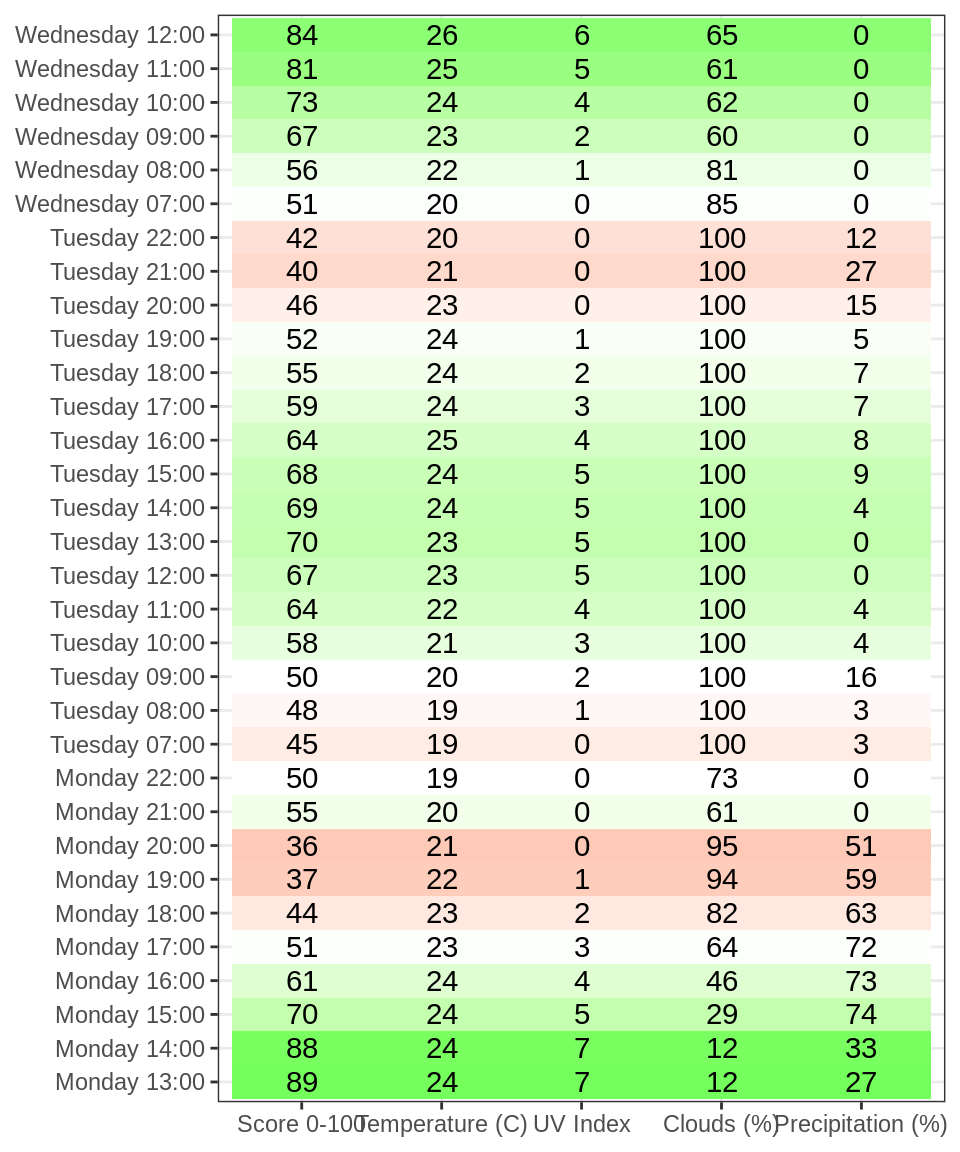 Wednesday 12:00 84 26 6 65 0
Wednesday 11:00 81 25 5 61 0
Wednesday 10:00 73 24 4 62 0
Wednesday 09:00 67 23 2 60 0
Wednesday 08:00 56 22 1 81 0
Wednesday 07:00 51 20 0 85 0
Tuesday 22:00 42 20 0 100 12
Tuesday 21:00 40 21 0 100 27
Tuesday 20:00 46 23 0 100 15
Tuesday 19:00 52 24 1 100 5
Tuesday 18:00 55 24 2 100 7
Tuesday 17:00 59 24 3 100 7
Tuesday 16:00 64 25 4 100 8
Tuesday 15:00 68 24 5 100 9
Tuesday 14:00 69 24 5 100 4
Tuesday 13:00 70 23 5 100 0
Tuesday 12:00 67 23 5 100 0
Tuesday 11:00 64 22 4 100 4
Tuesday 10:00 58 21 3 100 4
Tuesday 09:00 50 20 2 100 16
Tuesday 08:00 48 19 1 100 3
Tuesday 07:00 45 19 0 100 3
Monday 22:00 50 19 0 73 0
Monday 21:00 55 20 0 61 0
Monday 20:00 36 21 0 95 51
Monday 19:00 37 22 1 94 59
Monday 18:00 44 23 2 82 63
Monday 17:00 51 23 3 64 72
Monday 16:00 61 24 4 46 73
Monday 15:00 70 24 5 29 74
Monday 14:00 88 24 7 12 33
Monday 13:00 89 24 7 12 27
Score 0-100 Temperature (C) UV Index Clouds (%) Precipitation (%)